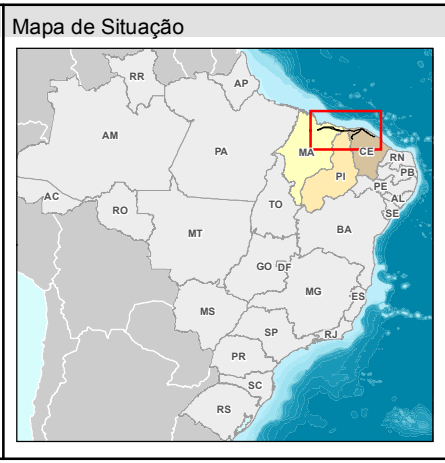 Mapa de Situação
RR
AP
AM
PA
MA
CE
RN
PB
PI
PE
AL
SE
AC
RO
TO
BA
MT
GO
DF
MG
ES
MS
SP
RJ
PR
SC
RS